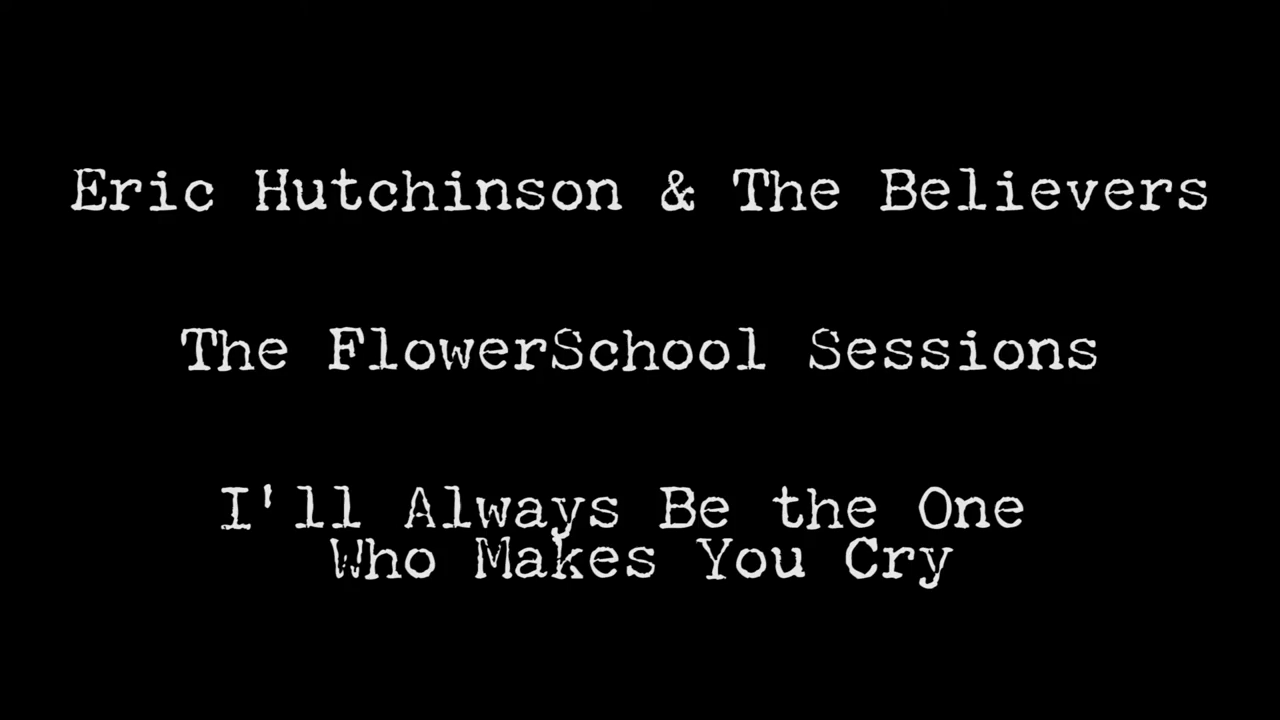 Eric Hutchinson & The Believers
The FlowerSchool Sessions
I'll Always Be the One
Who Makes You Cry